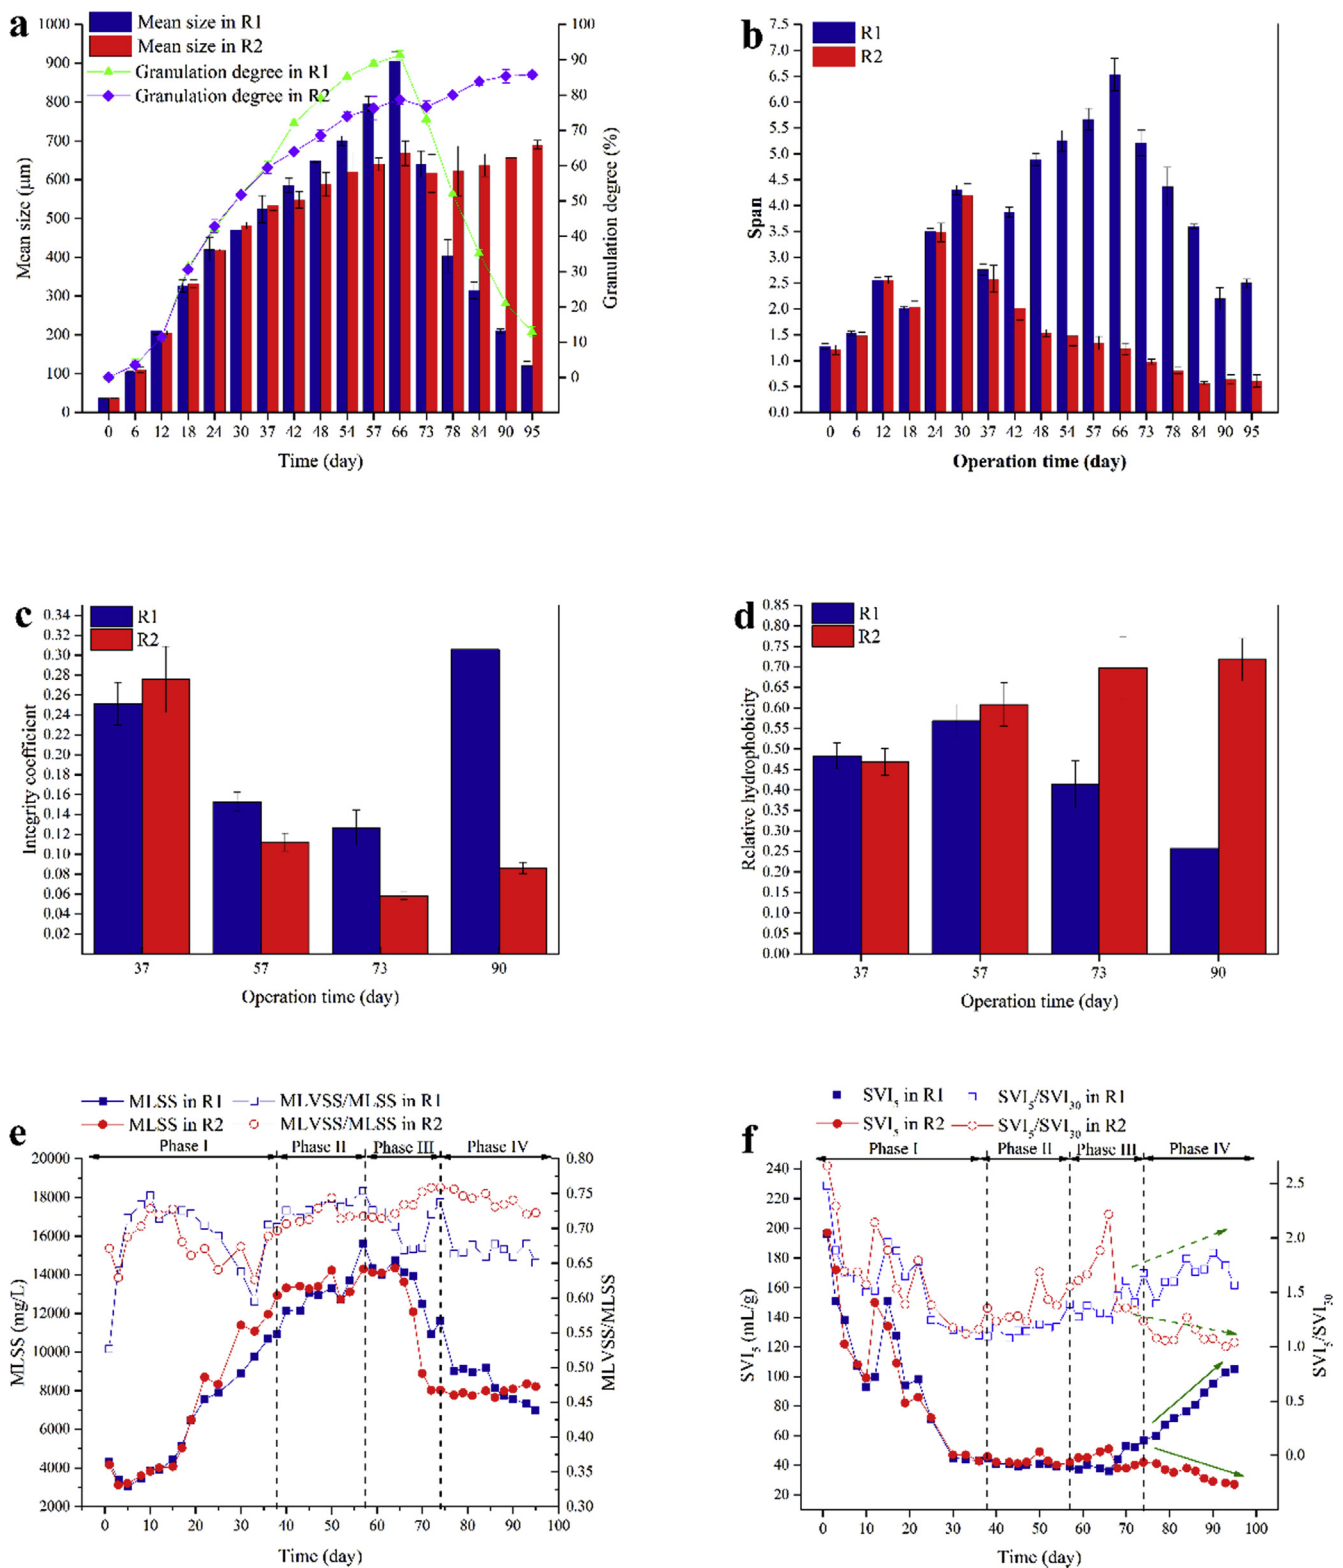 a
Mean size in R1
Mean size in R2
Granulation degree in R1
Granulation degree in R2
1000
900
800
700
600
500
400
300
200
100
0
Mean size (μm)
100
90
80
70
60
50
40
30
20
10
0
Granulation degree (%)
0 6 12 18 24 30 37 42 48 54 57 66 73 78 84 90 95
Time (day)
b
R1
R2
7.5
7.0
6.5
6.0
5.5
5.0
4.5
4.0
3.5
3.0
2.5
2.0
1.5
1.0
0.5
0.0
Span
0 6 12 18 24 30 37 42 48 54 57 66 73 78 84 90 95
Operation time (day)
c
R1
R2
0.34
0.32
0.30
0.28
0.26
0.24
0.22
0.20
0.18
0.16
0.14
0.12
0.10
0.08
0.06
0.04
0.02
Integrity coefficient
37 57 73 90
Operation time (day)
d
R1
R2
0.85
0.80
0.75
0.70
0.65
0.60
0.55
0.50
0.45
0.40
0.35
0.30
0.25
0.20
0.15
0.10
0.05
0.00
Relative hydrophobicity
37 57 73 90
Operation time (day)
e
MLSS in R1 MLVSS/MLSS in R1
MLSS in R2 MLVSS/MLSS in R2
Phase I Phase II Phase III Phase IV
20000
18000
16000
14000
12000
10000
8000
6000
4000
2000
MLSS (mg/L)
0.80
0.75
0.70
0.65
0.60
0.55
0.50
0.45
0.40
0.35
0.30
MLVSS/MLSS
0 10 20 30 40 50 60 70 80 90 100
Time (day)
f
SVI5 in R1 SVI5/SVI30 in R1
SVI5 in R2 SVI5/SVI30 in R2
Phase I Phase II Phase III Phase IV
240
220
200
180
160
140
120
100
80
60
40
20
SVI5 (mL/g)
2.5
2.0
1.5
1.0
0.5
0.0
SVI5/SVI30
0 10 20 30 40 50 60 70 80 90 100
Time (day)